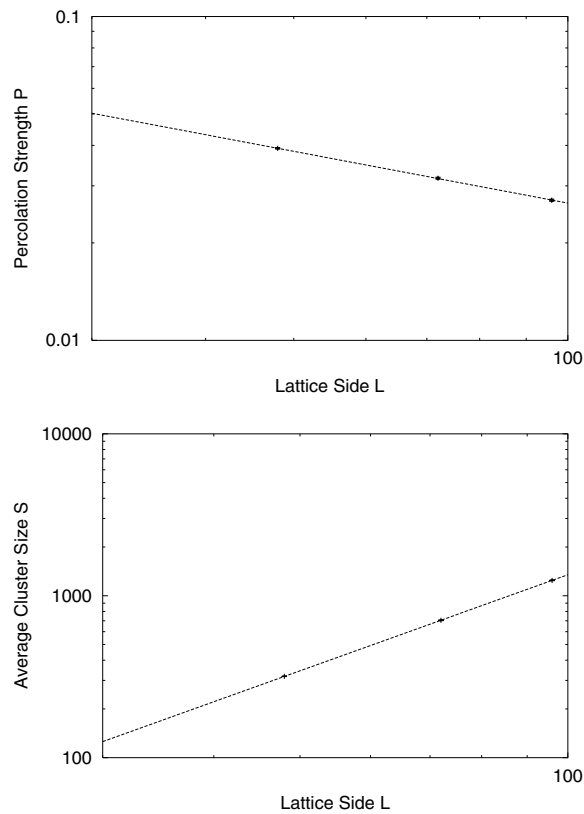 0.1
Percolation Strength P
0.01
100
Lattice Side L
10000
Average Cluster Size S
1000
100
100
Lattice Side L